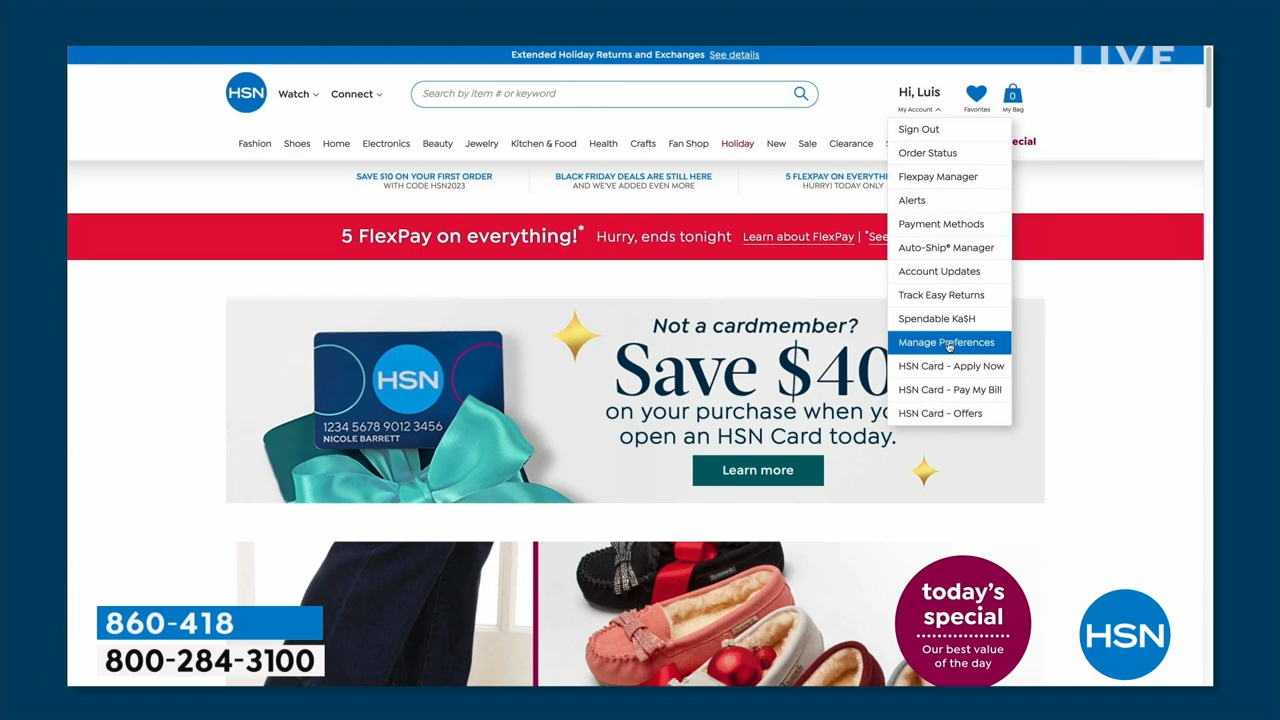 Extended Holiday Returns and Exchanges See details
LIVE
HSN
Watch
Connect
Search by item # or keyword
Hi, Luis
My Account
Favorites
0
My Bag
Fashion Shoes Home Electronics Beauty Jewelry Kitchen & Food Health Crafts Fan Shop Holiday New Sale Clearance
ecial
Sign Out
Order Status
Flexpay Manager
Alerts
Payment Methods
Auto-Ship® Manager
Account Updates
Track Easy Returns
Spendable Ka$H
Manage Preferences
HSN Card - Apply Now
HSN Card - Pay My Bill
HSN Card - Offers
SAVE $10 ON YOUR FIRST ORDER
WITH CODE HSN2023
BLACK FRIDAY DEALS ARE STILL HERE
AND WE'VE ADDED EVEN MORE
5 FLEXPAY ON EVERYTHI
HURRY! TODAY ONLY
5 FlexPay on everything!* Hurry, ends tonight Learn about FlexPay | *See
Not a cardmember?
Save $40
on your purchase when yo
open an HSN Card today.
Learn more
HSN
1234 5678 9012 3456
NICOLE BARRETT
today's
special
Our best value
of the day
860-418
800-284-3100
HSN